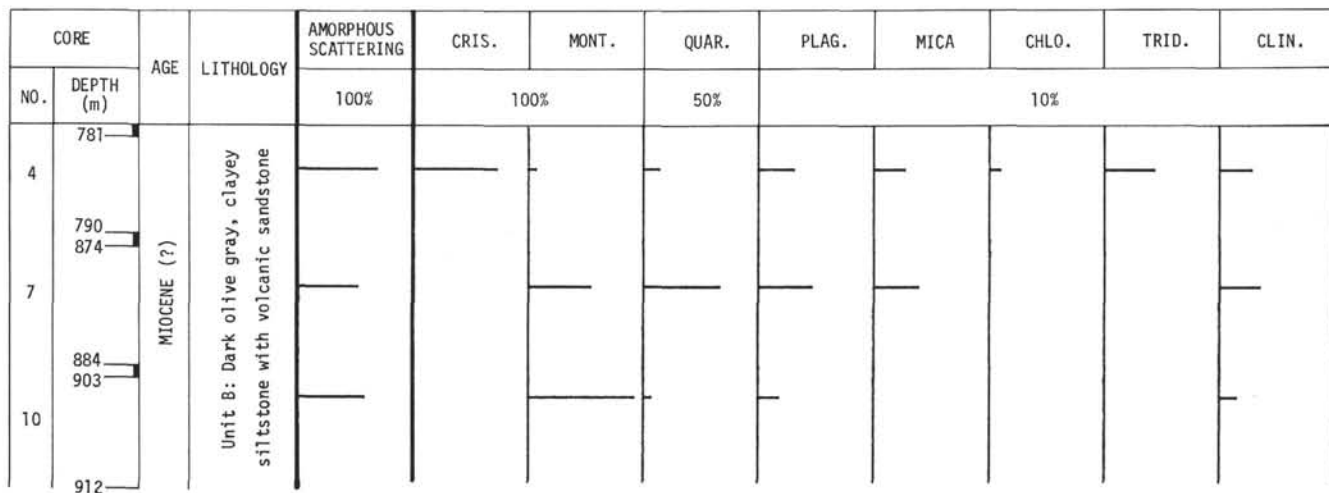 CORE
AGE
LITHOLOGY
AMORPHOUS
SCATTERING
CRIS.
MONT.
QUAR.
PLAG.
MICA
CHLO.
TRID.
CLIN.
NO.
DEPTH
(m)
100%
100%
50%
10%
781
4
790
874
7
884
903
10
912
MIOCENE (?)
Unit B: Dark olive gray, clayey
siltstone with volcanic sandstone